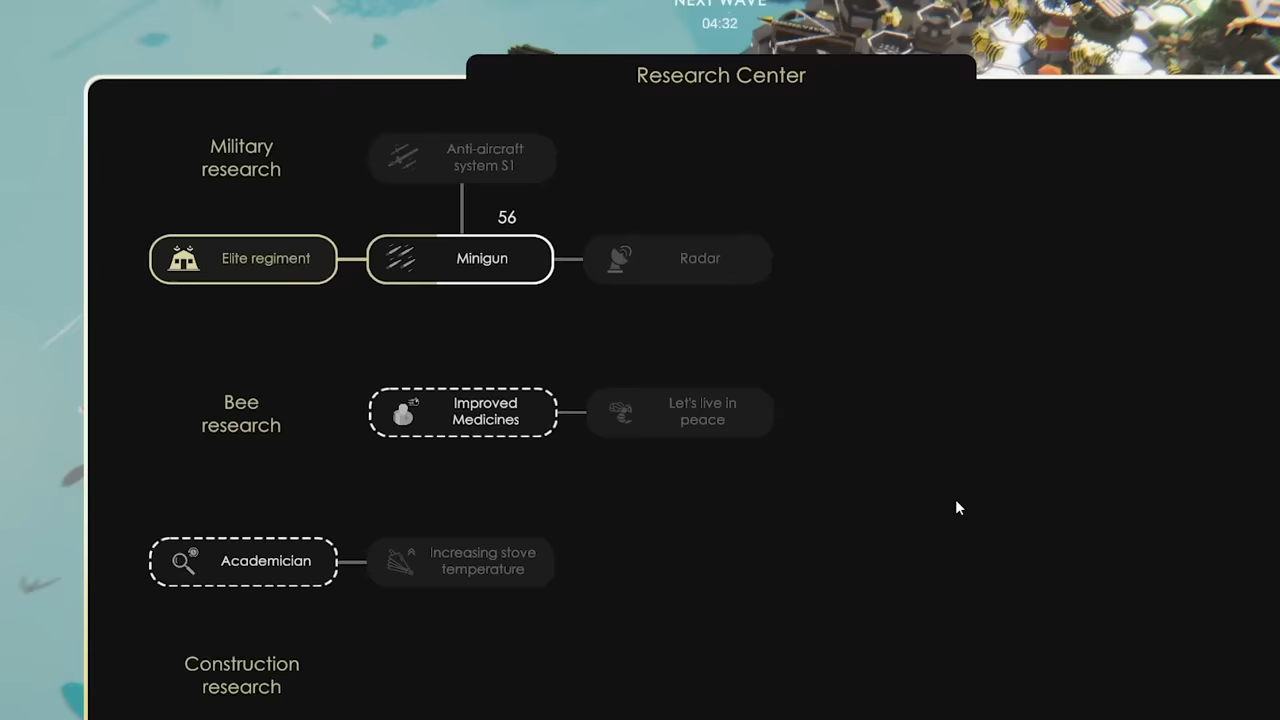 NEXT WAVE
04:32
Research Center
Military
research
Anti-aircraft
system S1
56
Elite regiment
Minigun
Radar
Bee
research
Improved
Medicines
Let's live in
peace
Academician
Increasing stove
temperature
Construction
research